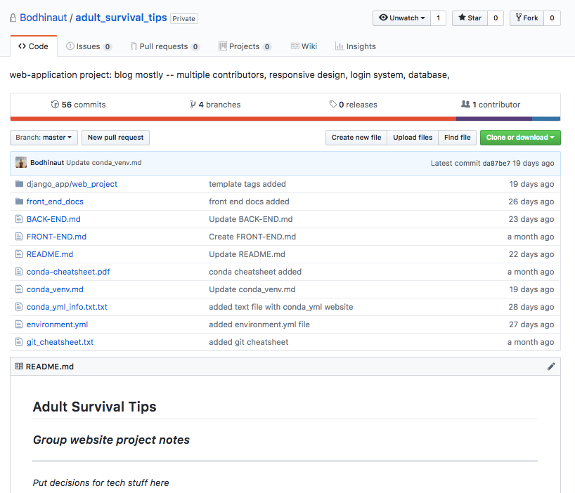 Bodhinaut / adult_survival_tips Private
Unwatch 1 Star 0 Fork 0
Code Issues 0 Pull requests 0 Projects 0 Wiki Insights
web-application project: blog mostly -- multiple contributors, responsive design, login system, database,
56 commits 4 branches 0 releases 1 contributor
Branch: master New pull request Create new file Upload files Find file Clone or download
Bodhinaut Update conda_venv.md Latest commit da87be7 19 days ago
django_app/web_project template tags added 19 days ago
front_end_docs front end docs added 26 days ago
BACK-END.md Update BACK-END.md 23 days ago
FRONT-END.md Create FRONT-END.md a month ago
README.md Update README.md 22 days ago
conda-cheatsheet.pdf conda cheatsheet added a month ago
conda_venv.md Update conda_venv.md 19 days ago
conda_yml_info.txt.txt added text file with conda_yml website 28 days ago
environment.yml added environment.yml file 27 days ago
git_cheatsheet.txt added git cheatsheet a month ago
README.md
Adult Survival Tips
Group website project notes
Put decisions for tech stuff here